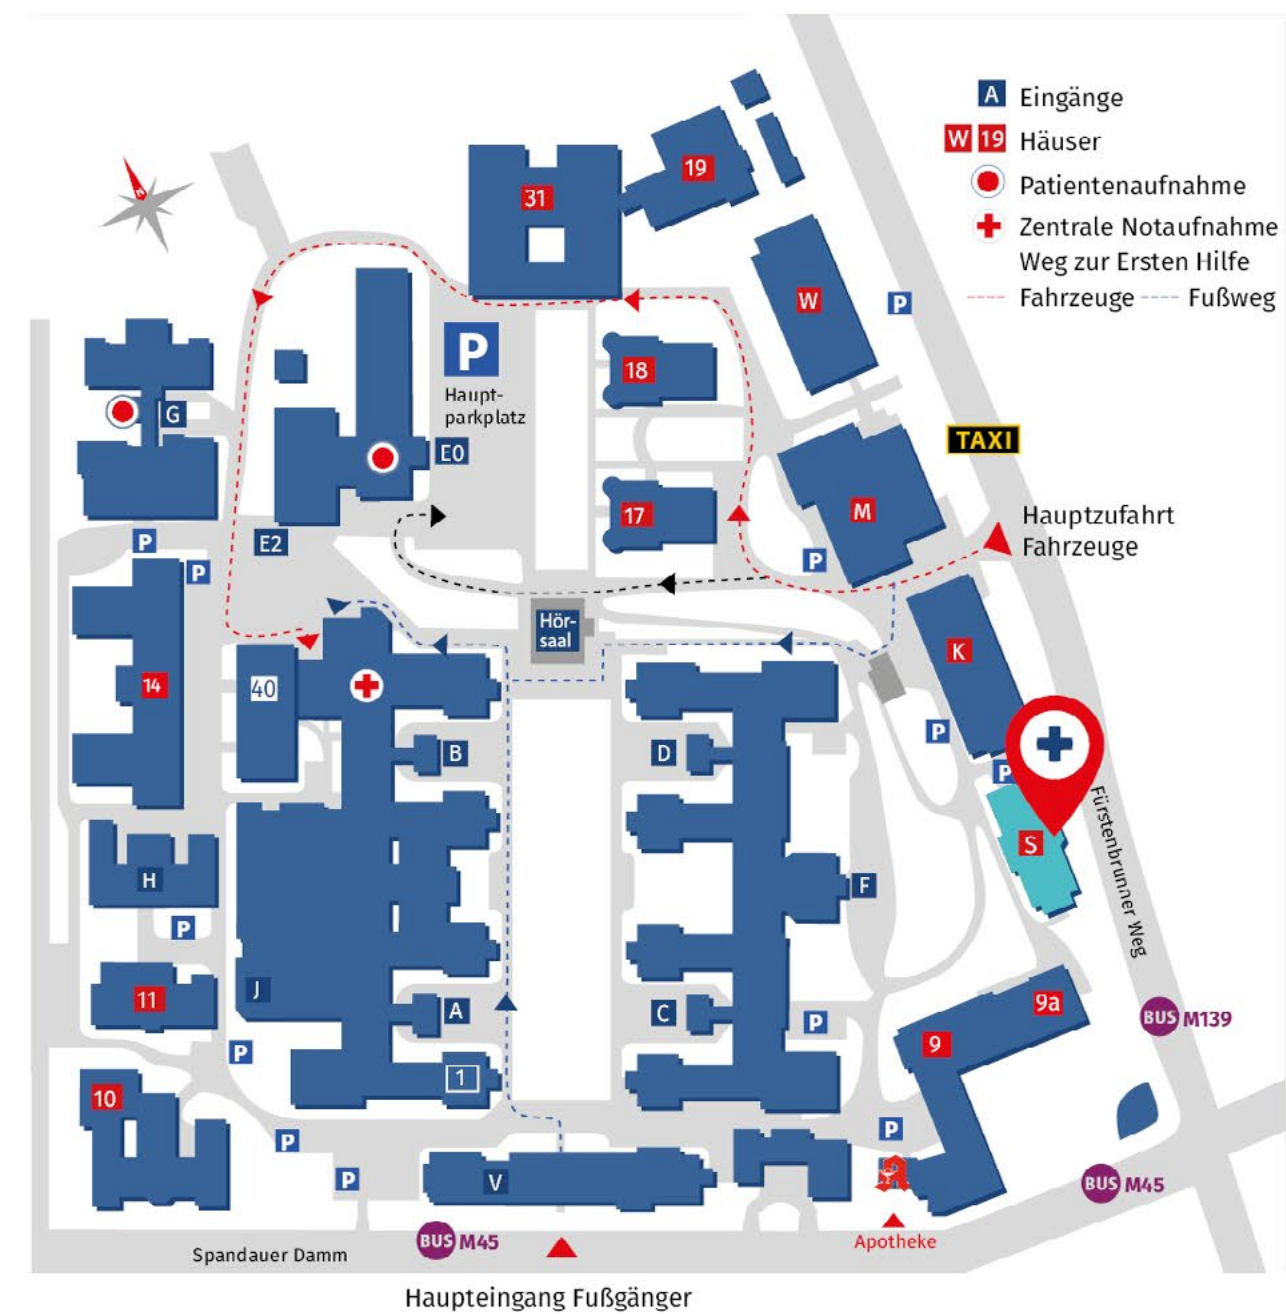 A Eingänge
W 19 Häuser
Patientenaufnahme
Zentrale Notaufnahme
Weg zur Ersten Hilfe
Fahrzeuge
Fußweg
N
19
31
W
P
18
P
Haupt-
parkplatz
G
E0
TAXI
17
M
Hauptzufahrt
Fahrzeuge
P
E2
P
P
Hör-
saal
K
14
40
P
B
D
P
S
Fürstenbrunner Weg
H
F
P
J
11
A
C
P
9a
9
BUS M139
P
10
1
P
P
P
V
BUS M45
Apotheke
BUS M45
Spandauer Damm
Haupteingang Fußgänger